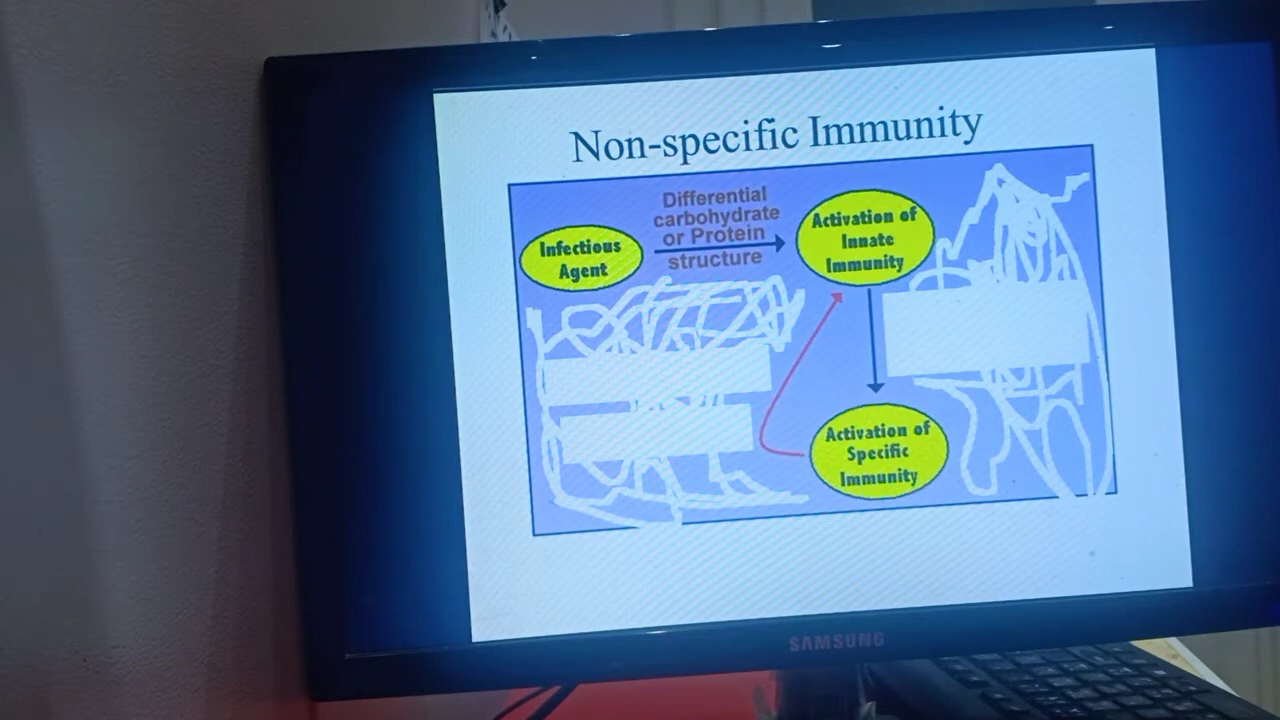 Non-specific Immunity
Differential
carbohydrate
or Protein
structure
Infectious
Agent
Activation of
Innate
Immunity
Activation of
Specific
Immunity
SAMSUNG